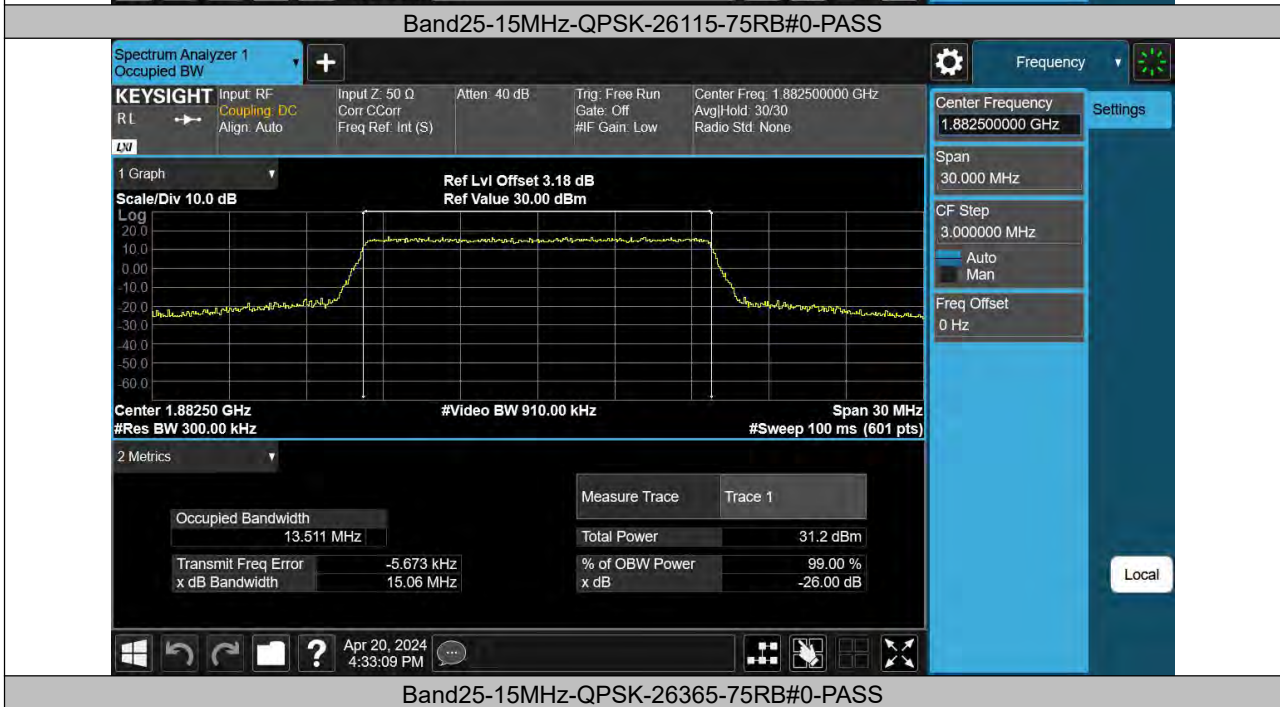 Band25-15MHz-QPSK-26115-75RB#0-PASS
Spectrum Analyzer 1
Occupied BW
Frequency
KEYSIGHT
RL
LXI
Input: RF
Coupling: DC
Align: Auto
Input Z: 50 Ω
Corr CCorr
Freq Ref: Int (S)
Atten: 40 dB
Trig: Free Run
Gate: Off
#IF Gain: Low
Center Freq: 1.882500000 GHz
Avg|Hold: 30/30
Radio Std: None
Center Frequency
1.882500000 GHz
Settings
Span
30.000 MHz
CF Step
3.000000 MHz
Auto
Man
Freq Offset
0 Hz
1 Graph
Scale/Div 10.0 dB
Ref Lvl Offset 3.18 dB
Ref Value 30.00 dBm
Log
20.0
10.0
0.00
-10.0
-20.0
-30.0
-40.0
-50.0
-60.0
Center 1.88250 GHz
#Res BW 300.00 kHz
#Video BW 910.00 kHz
Span 30 MHz
#Sweep 100 ms (601 pts)
2 Metrics
Measure Trace Trace 1
Occupied Bandwidth
13.511 MHz
Total Power 31.2 dBm
Transmit Freq Error -5.673 kHz
% of OBW Power 99.00 %
x dB Bandwidth 15.06 MHz
x dB -26.00 dB
Local
Apr 20, 2024
4:33:09 PM
Band25-15MHz-QPSK-26365-75RB#0-PASS